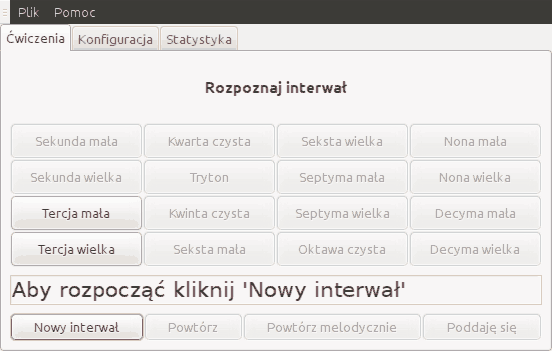 Plik Pomoc
Ćwiczenia Konfiguracja Statystyka
Rozpoznaj interwał
Sekunda mała Kwarta czysta Seksta wielka Nona mała
Sekunda wielka Tryton Septyma mała Nona wielka
Tercja mała Kwinta czysta Septyma wielka Decyma mała
Tercja wielka Seksta mała Oktawa czysta Decyma wielka
Aby rozpocząć kliknij 'Nowy interwał'
Nowy interwał Powtórz Powtórz melodycznie Poddaję się